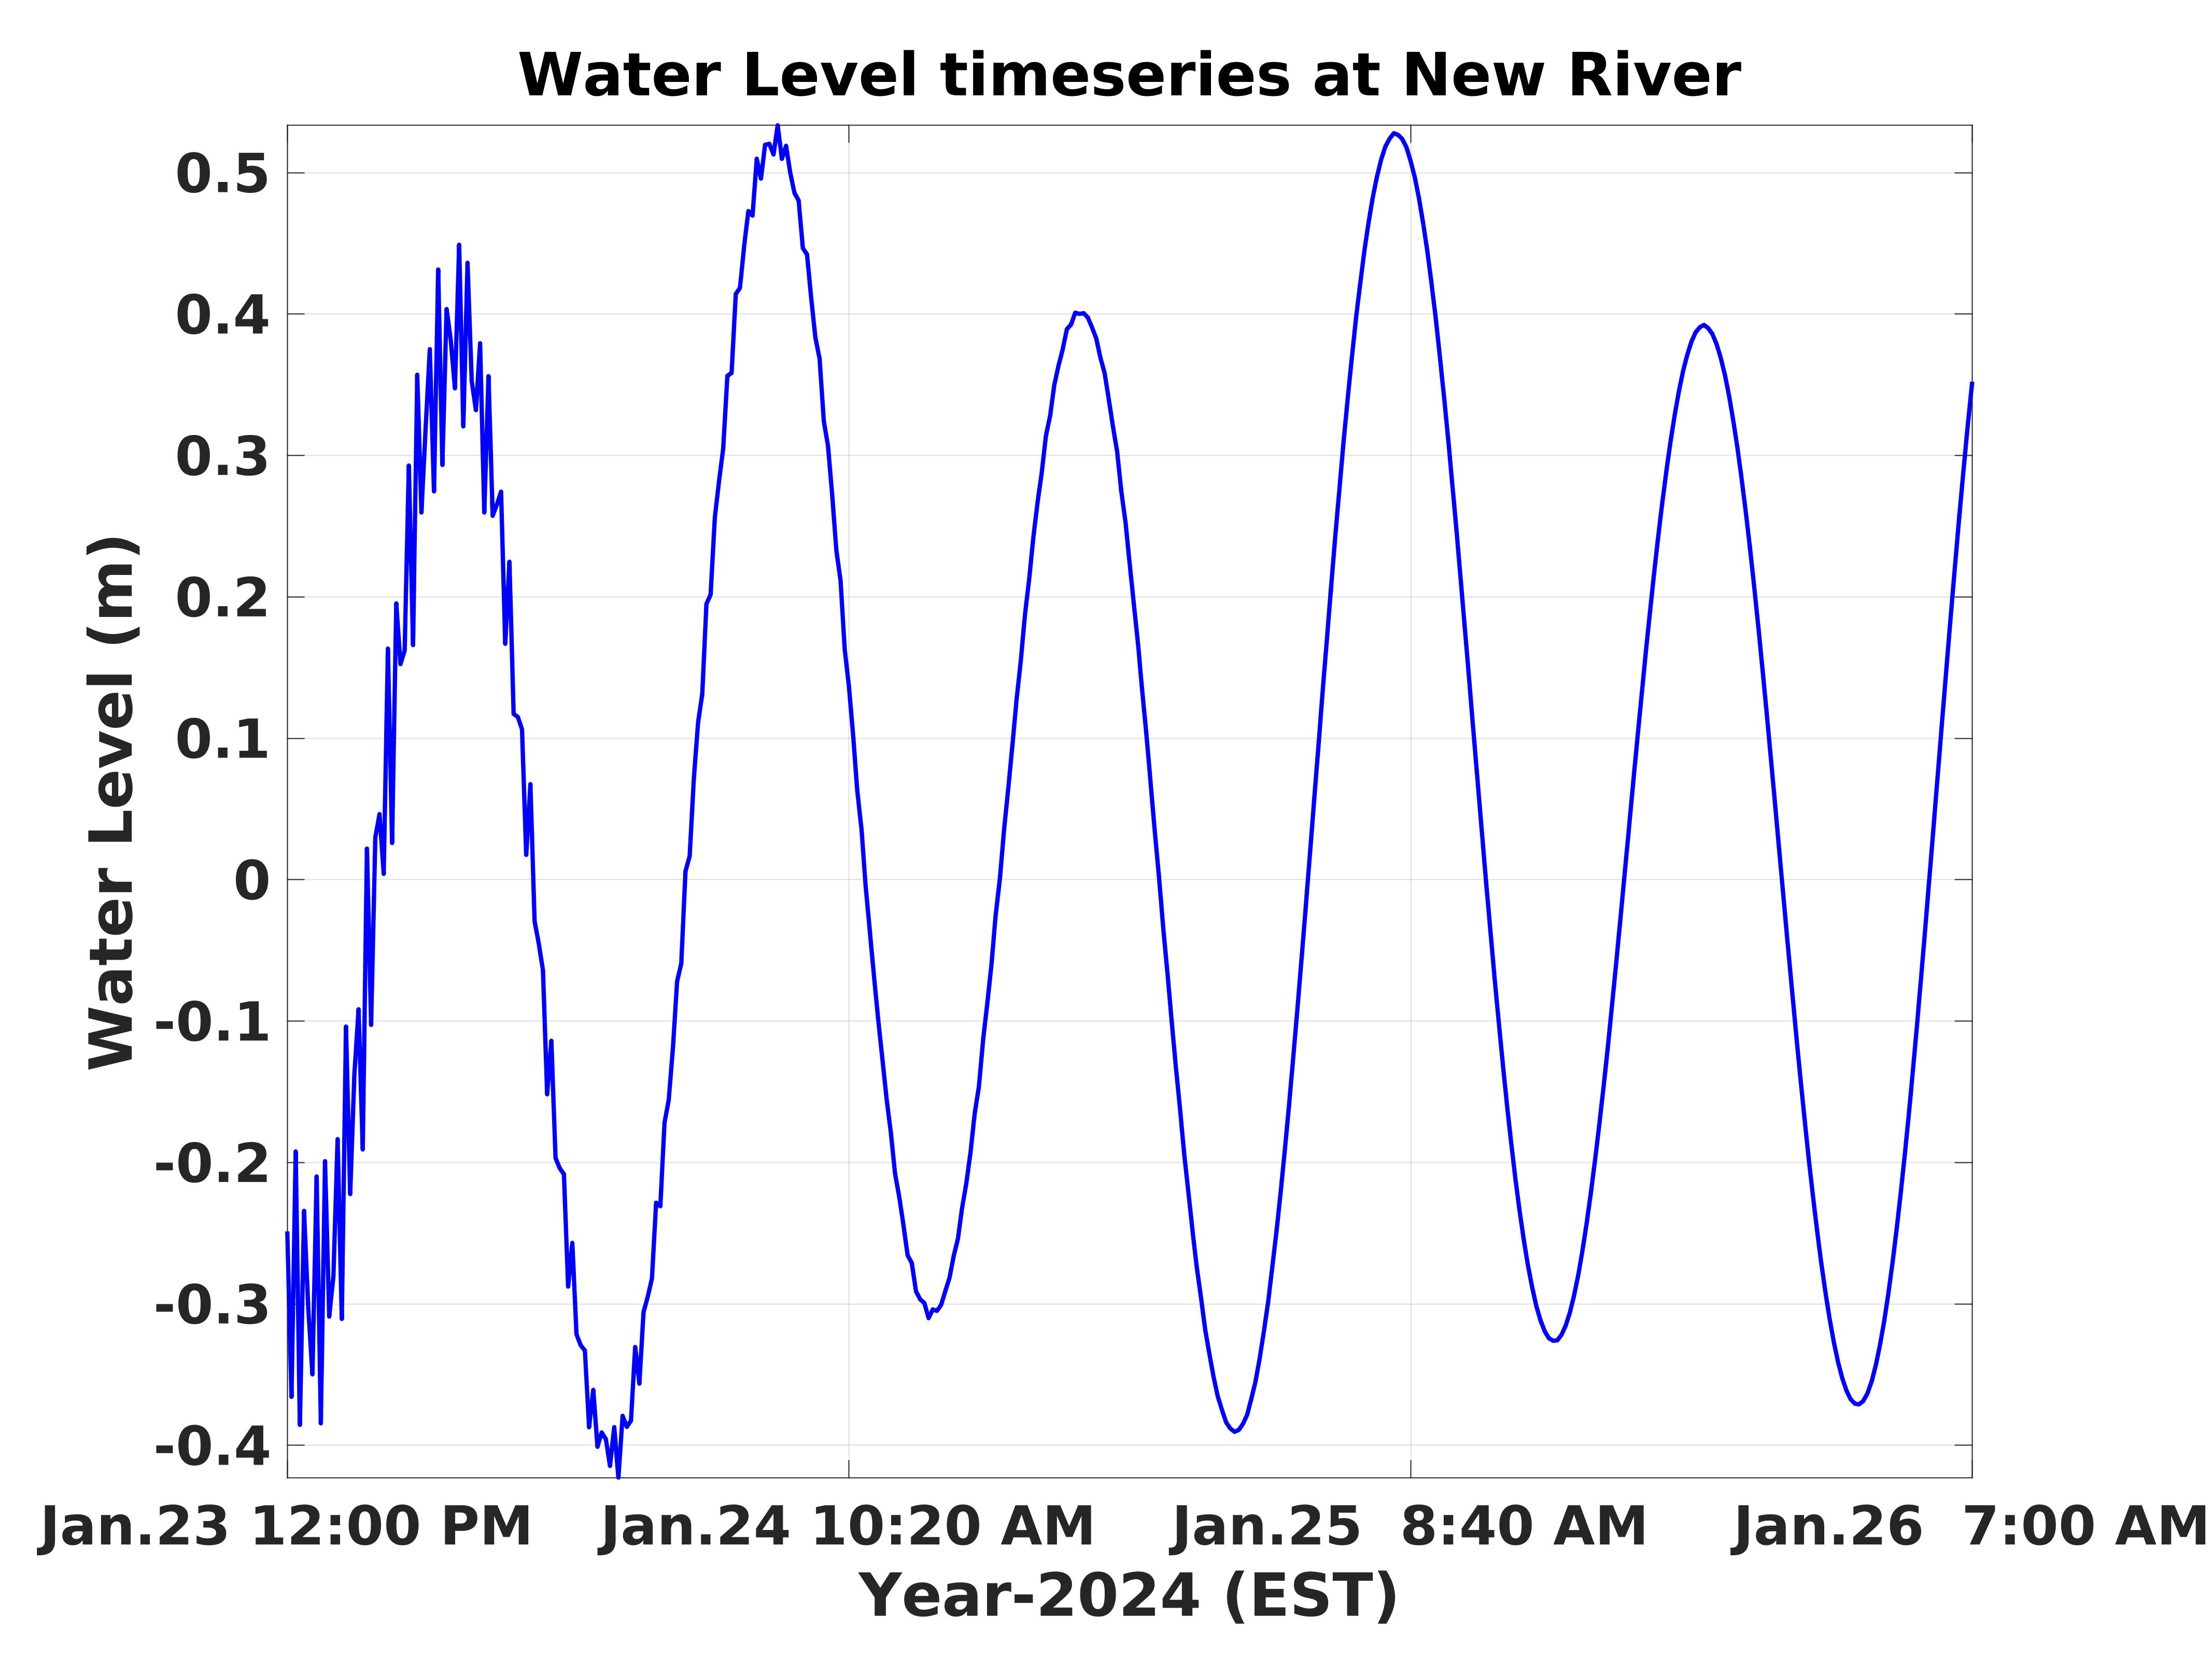 Water Level timeseries at New River
0.5
0.4
0.3
0.2
0.1
0
-0.1
-0.2
-0.3
-0.4
Water Level (m)
Jan.23 12:00 PM Jan.24 10:20 AM Jan.25 8:40 AM Jan.26 7:00 AM
Year-2024 (EST)